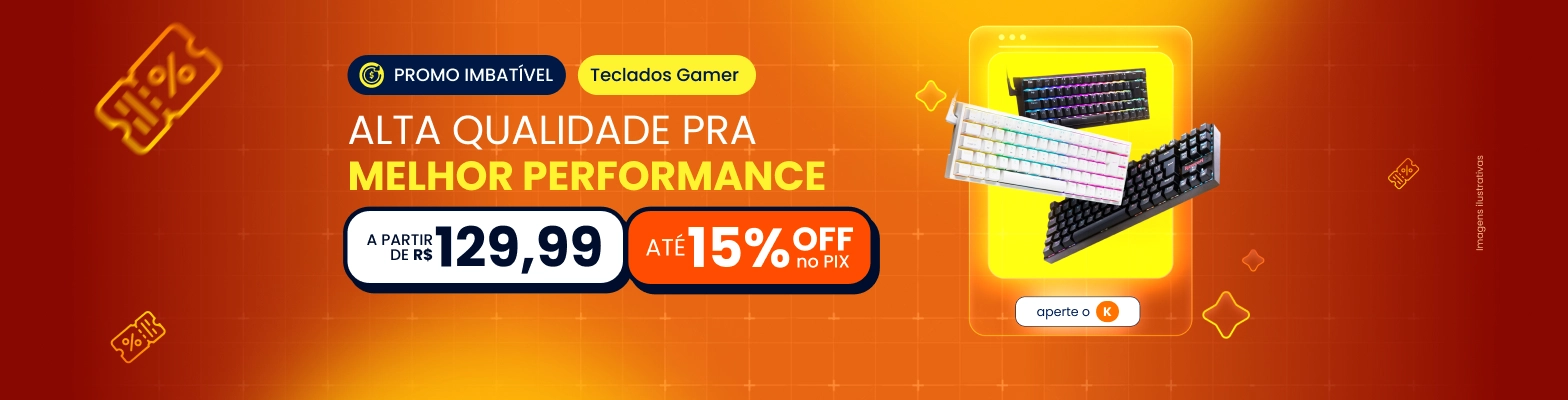 PROMO IMBATÍVEL
Teclados Gamer
ALTA QUALIDADE PRA
MELHOR PERFORMANCE
A PARTIR
DE R$ 129,99
ATÉ 15% OFF
no PIX
aperte o K
Imagens ilustrativas